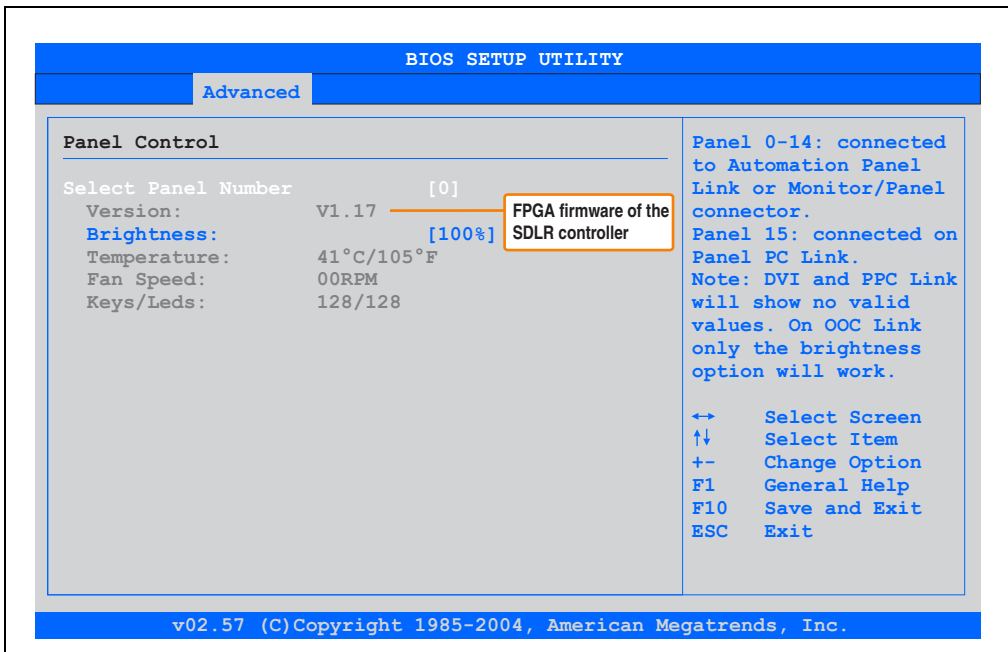 BIOS SETUP UTILITY
Advanced
Panel Control
Select Panel Number [0]
Version: V1.17
Brightness: [100%]
Temperature: 41°C/105°F
Fan Speed: 00RPM
Keys/Leds: 128/128
FPGA firmware of the
SDLR controller
Panel 0-14: connected
to Automation Panel
Link or Monitor/Panel
connector.
Panel 15: connected on
Panel PC Link.
Note: DVI and PPC Link
will show no valid
values. On OOC Link
only the brightness
option will work.
↔ Select Screen
↑↓ Select Item
+- Change Option
F1 General Help
F10 Save and Exit
ESC Exit
v02.57 (C)Copyright 1985-2004, American Megatrends, Inc.